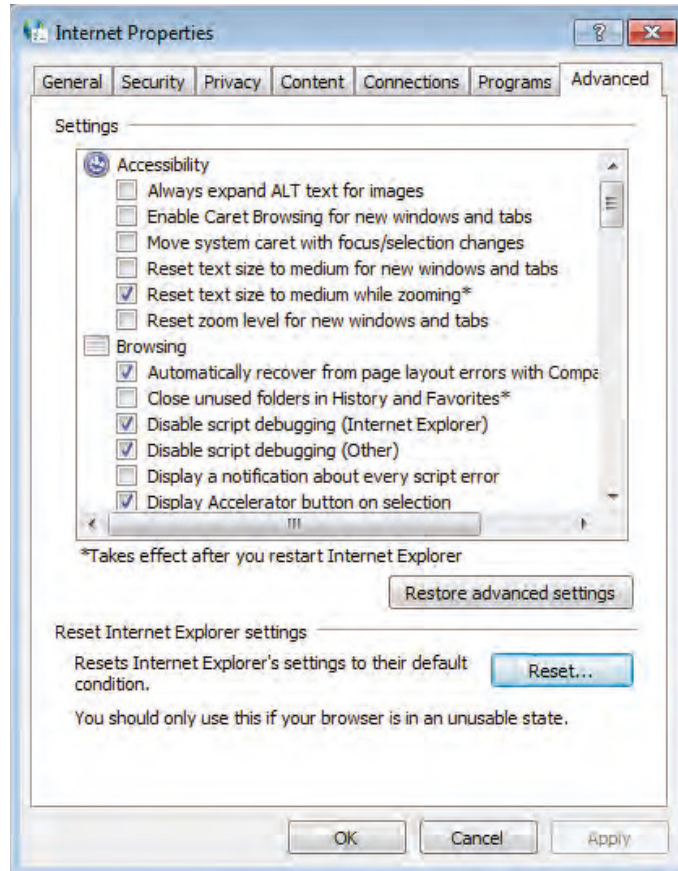 Internet Properties
General Security Privacy Content Connections Programs Advanced
Settings
Accessibility
Always expand ALT text for images
Enable Caret Browsing for new windows and tabs
Move system caret with focus/selection changes
Reset text size to medium for new windows and tabs
Reset text size to medium while zooming*
Reset zoom level for new windows and tabs
Browsing
Automatically recover from page layout errors with Compa
Close unused folders in History and Favorites*
Disable script debugging (Internet Explorer)
Disable script debugging (Other)
Display a notification about every script error
Display Accelerator button on selection
*Takes effect after you restart Internet Explorer
Restore advanced settings
Reset Internet Explorer settings
Resets Internet Explorer's settings to their default
condition.
Reset...
You should only use this if your browser is in an unusable state.
OK Cancel Apply